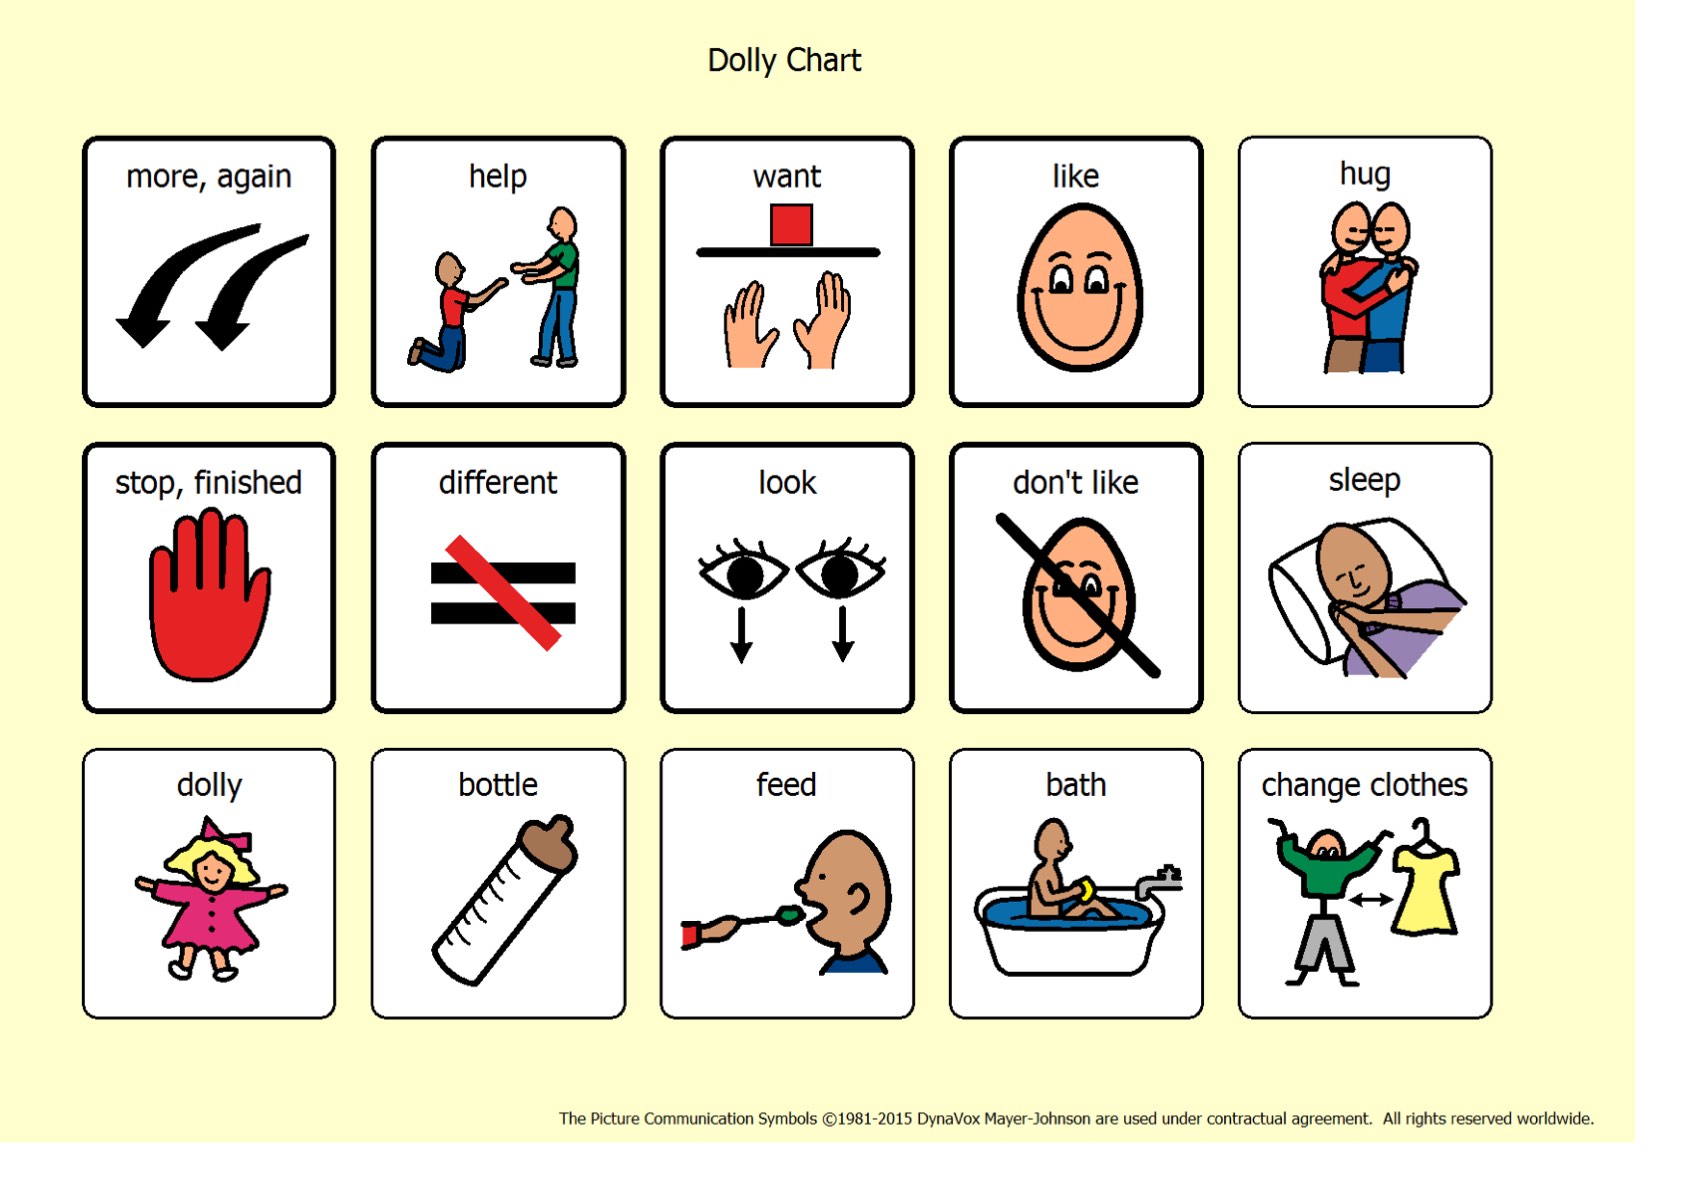 Dolly Chart
more, again
help
want
like
hug
stop, finished
different
look
don't like
sleep
dolly
bottle
feed
bath
change clothes
The Picture Communication Symbols ©1981-2015 DynaVox Mayer-Johnson are used under contractual agreement.  All rights reserved worldwide.